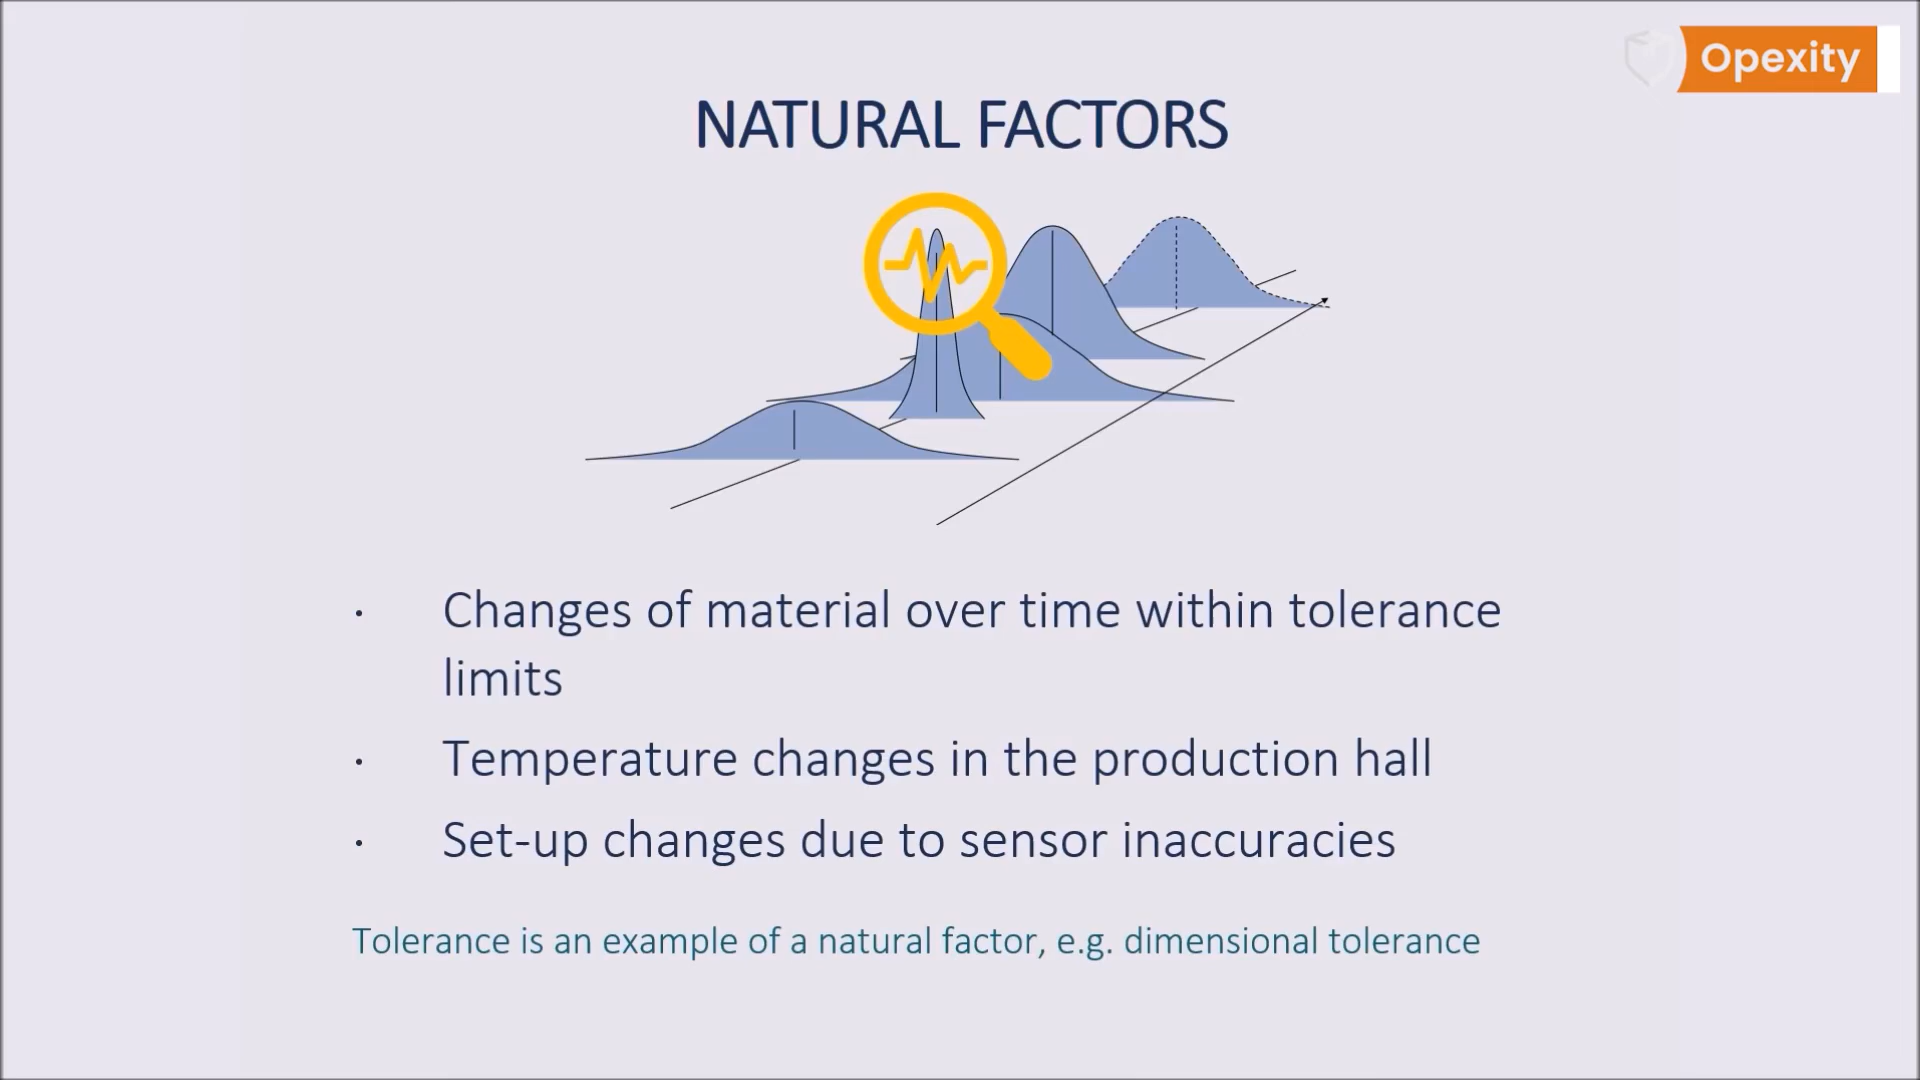 Opexity
NATURAL FACTORS
· Changes of material over time within tolerance
limits
· Temperature changes in the production hall
· Set-up changes due to sensor inaccuracies
Tolerance is an example of a natural factor, e.g. dimensional tolerance